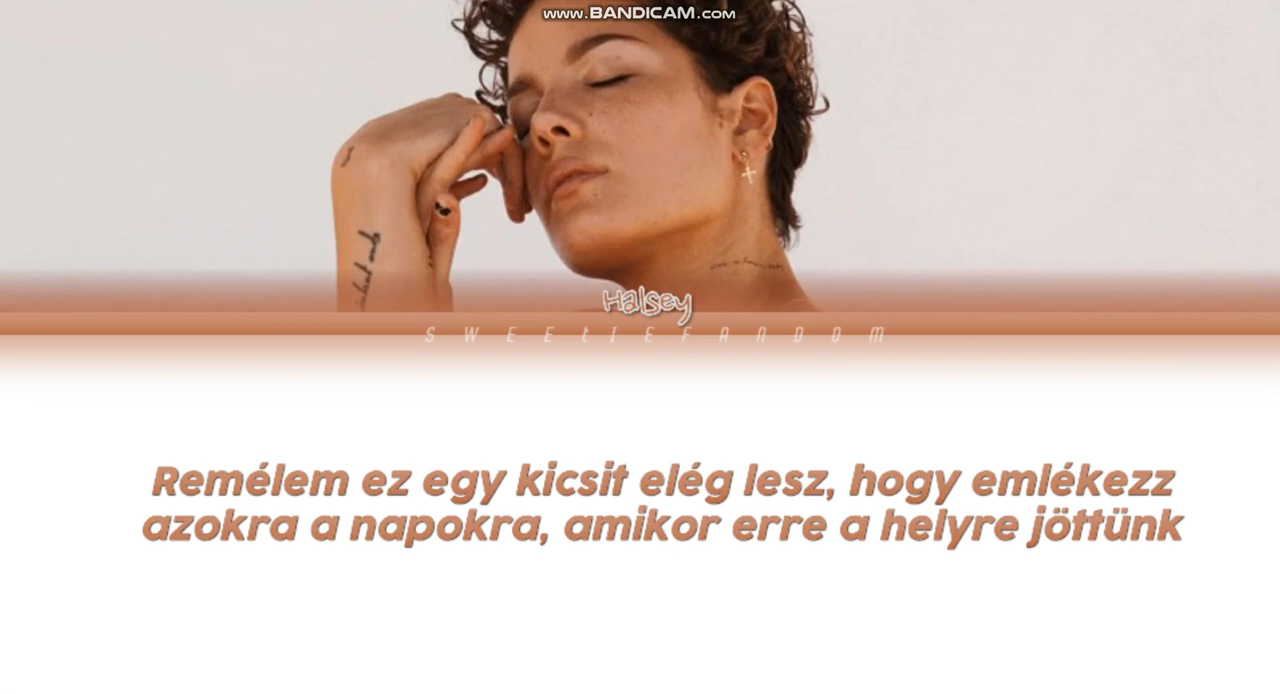 www.BANDICAM.com
Halsey
SWEEtIEFANDOM
Remélem ez egy kicsit elég lesz, hogy emlékezz
azokra a napokra, amikor erre a helyre jöttünk